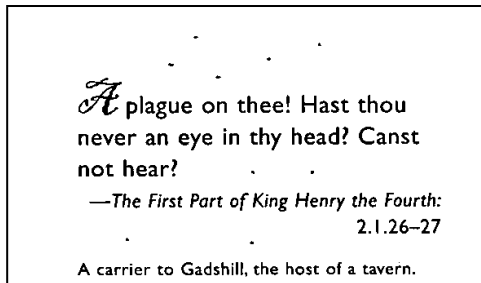 A plague on thee! Hast thou
never an eye in thy head? Canst
not hear?
—The First Part of King Henry the Fourth:
2.1.26–27
A carrier to Gadshill, the host of a tavern.